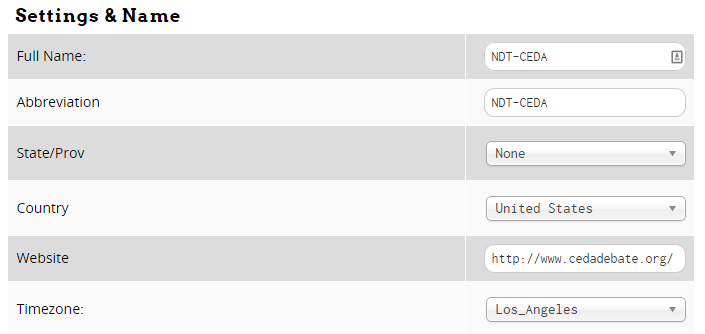 Settings & Name
Full Name: NDT-CEDA
Abbreviation NDT-CEDA
State/Prov None
Country United States
Website http://www.cedadebate.org/
Timezone: Los_Angeles